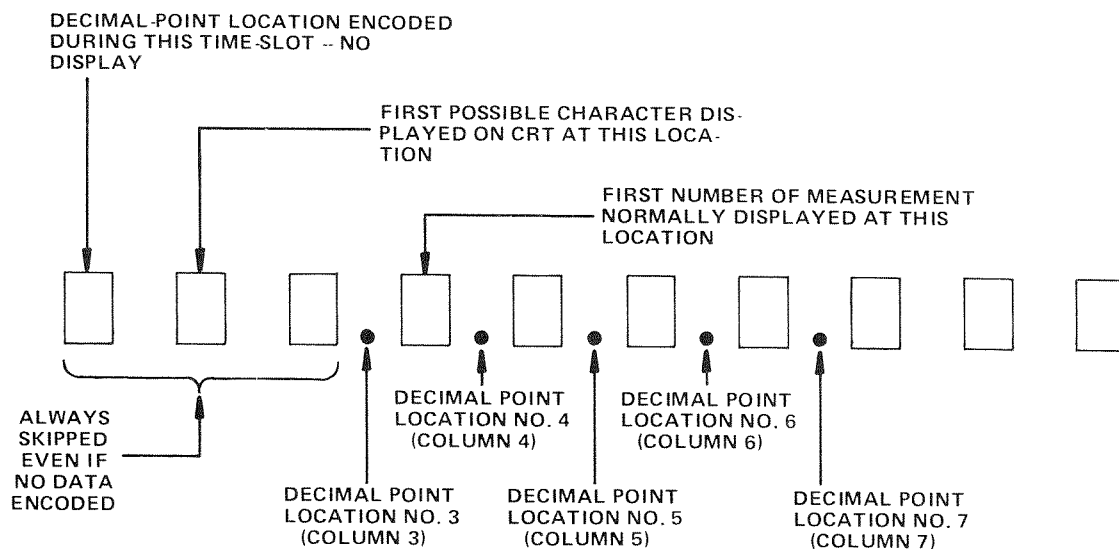 DECIMAL-POINT LOCATION ENCODED
DURING THIS TIME-SLOT -- NO
DISPLAY
FIRST POSSIBLE CHARACTER DIS-
PLAYED ON CRT AT THIS LOCA-
TION
FIRST NUMBER OF MEASUREMENT
NORMALLY DISPLAYED AT THIS
LOCATION
ALWAYS
SKIPPED
EVEN IF
NO DATA
ENCODED
DECIMAL POINT
LOCATION NO. 3
(COLUMN 3)
DECIMAL POINT
LOCATION NO. 4
(COLUMN 4)
DECIMAL POINT
LOCATION NO. 5
(COLUMN 5)
DECIMAL POINT
LOCATION NO. 6
(COLUMN 6)
DECIMAL POINT
LOCATION NO. 7
(COLUMN 7)